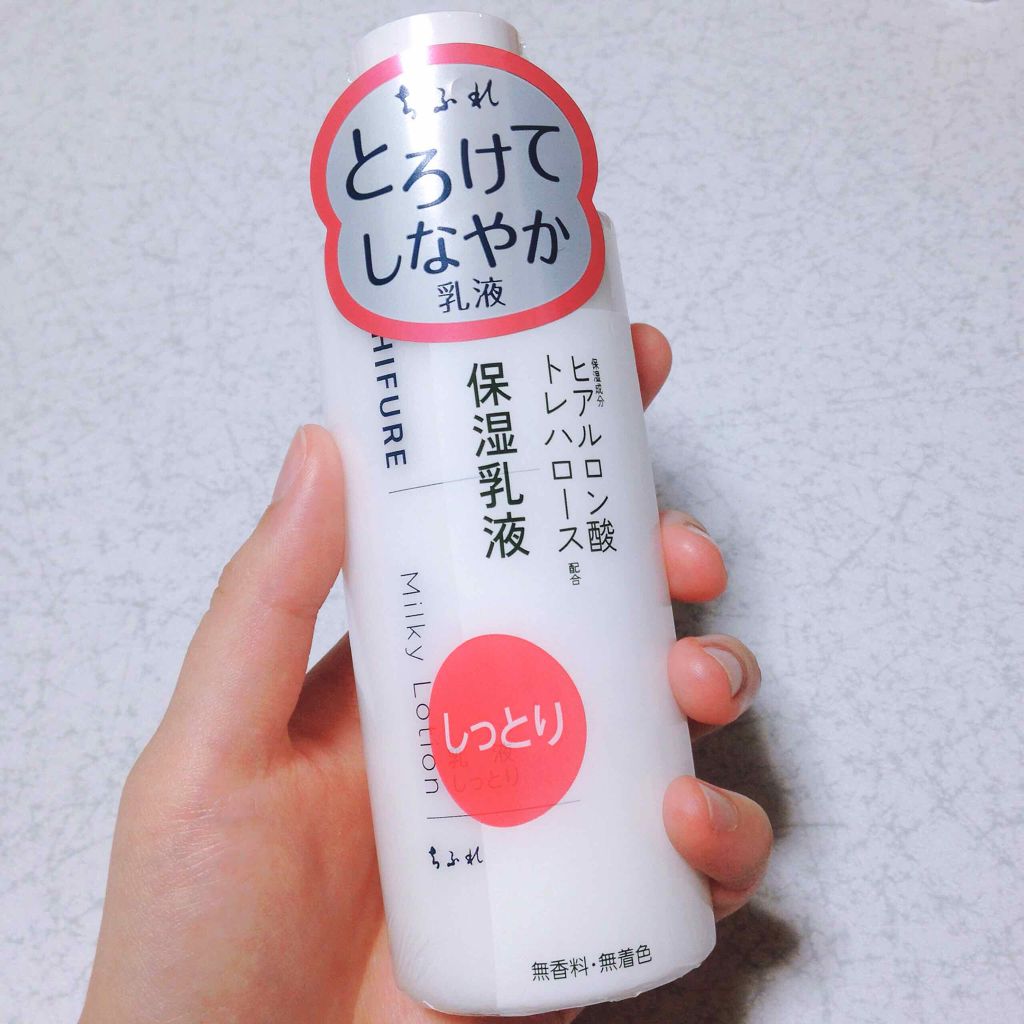 ちふれ
とろけて
しなやか
乳液
HIFURE
保湿成分
ヒアルロン酸
トレハロース
配合
保湿乳液
Milky Lotion
しっとり
乳液
しっとり
ちふれ
無香料・無着色